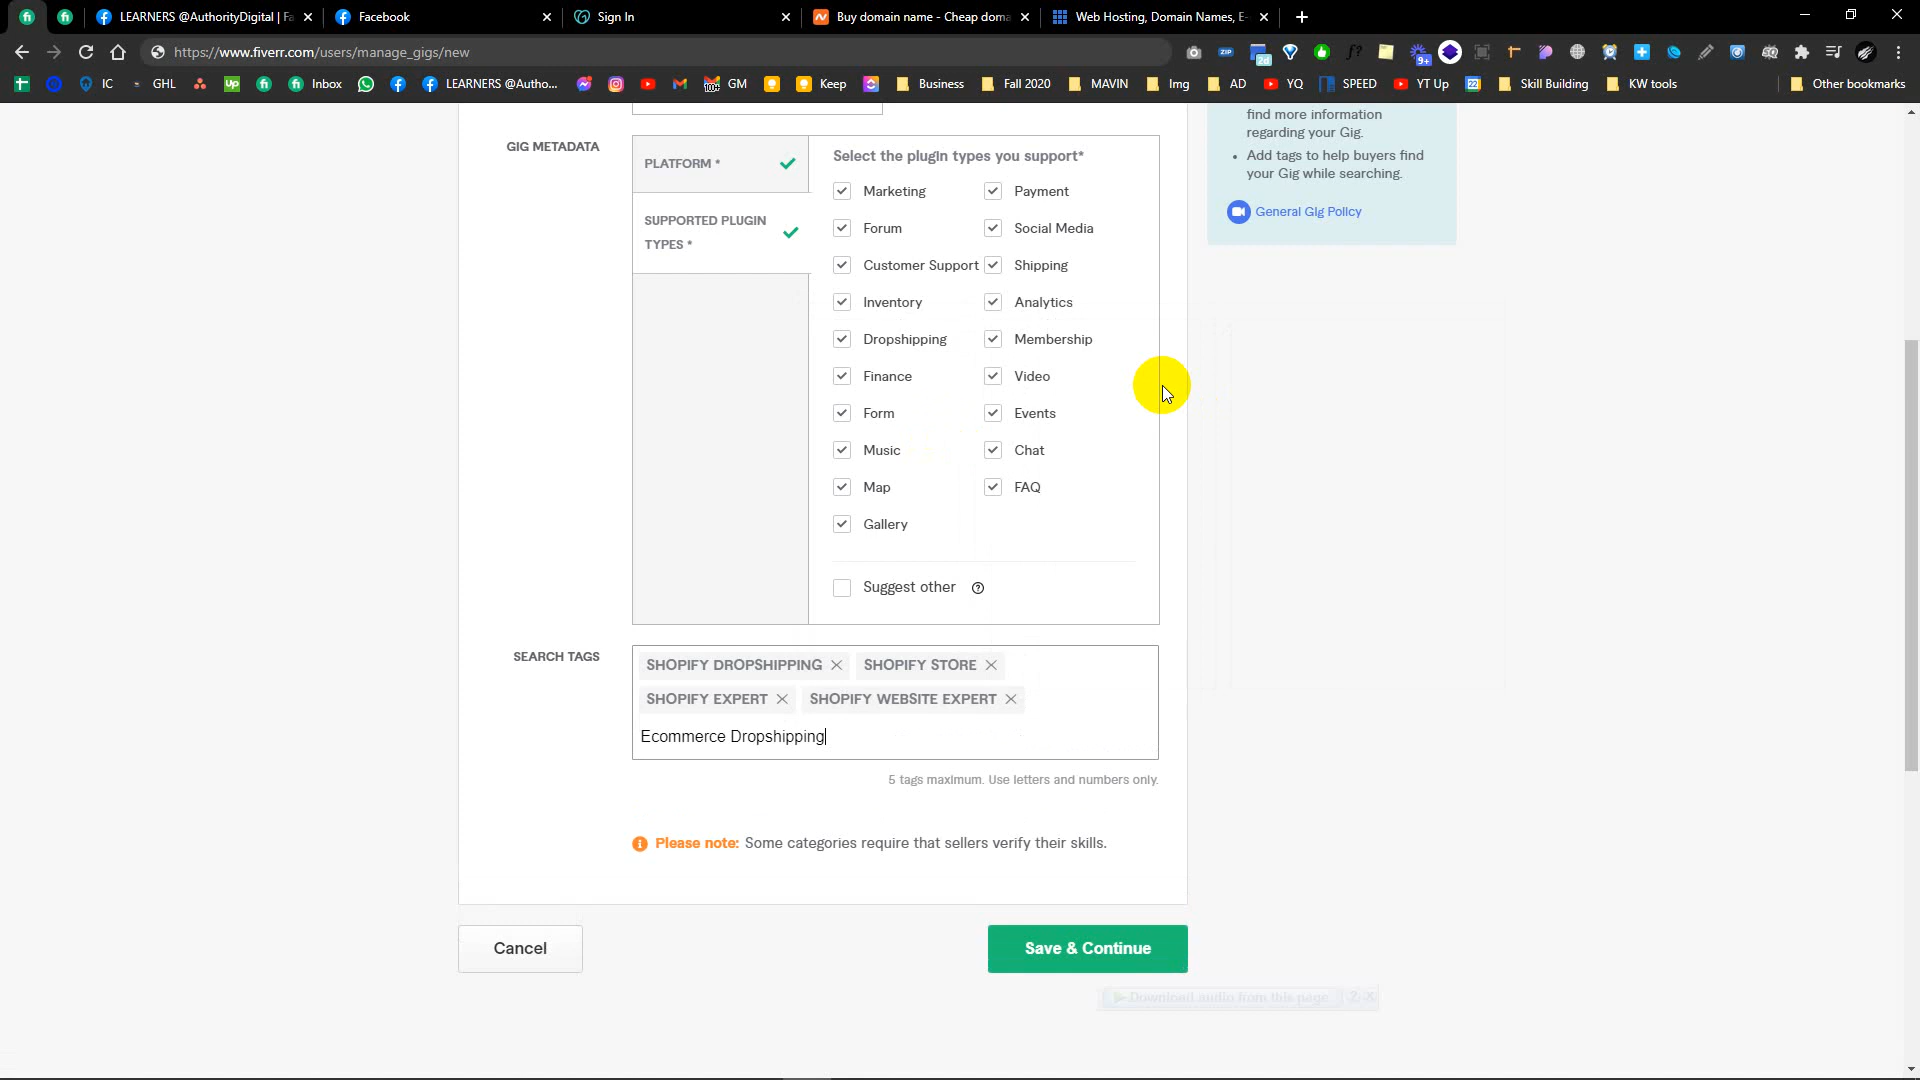 LEARNERS @AuthorityDigital | Fa
Facebook
Sign In
Buy domain name - Cheap doma
Web Hosting, Domain Names, E-
https://www.fiverr.com/users/manage_gigs/new
IC
GHL
Inbox
LEARNERS @Autho...
GM
Keep
Business
Fall 2020
MAVIN
Img
AD
YQ
SPEED
YT Up
Skill Building
KW tools
Other bookmarks
find more information
regarding your Gig.
• Add tags to help buyers find
your Gig while searching.
General Gig Policy
GIG METADATA
PLATFORM *
SUPPORTED PLUGIN
TYPES *
Select the plugin types you support*
Marketing
Payment
Forum
Social Media
Customer Support
Shipping
Inventory
Analytics
Dropshipping
Membership
Finance
Video
Form
Events
Music
Chat
Map
FAQ
Gallery
Suggest other
SEARCH TAGS
SHOPIFY DROPSHIPPING
SHOPIFY STORE
SHOPIFY EXPERT
SHOPIFY WEBSITE EXPERT
Ecommerce Dropshipping
5 tags maximum. Use letters and numbers only.
Please note: Some categories require that sellers verify their skills.
Cancel
Save & Continue
Download audio from this page